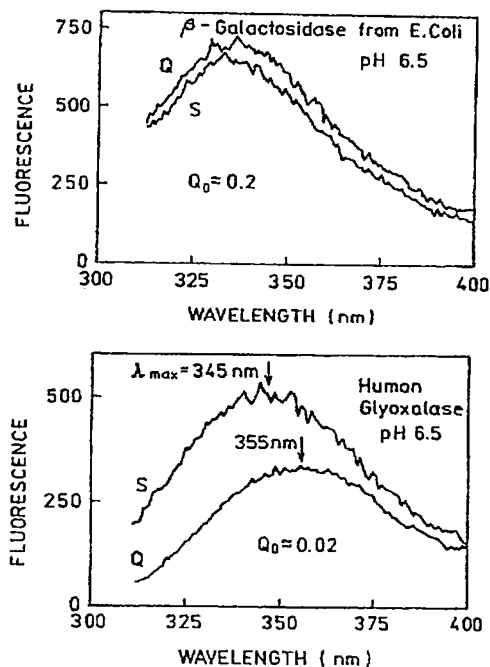 β-Galactosidase from E.Coli
pH 6.5
750
500
250
0
FLUORESCENCE
Q
S
Q₀≈0.2
300
325
350
375
400
WAVELENGTH (nm)
λmax=345 nm
355nm
Human
Glyoxalase
pH 6.5
500
250
0
FLUORESCENCE
S
Q
Q₀≈0.02
300
325
350
375
400
WAVELENGTH (nm)